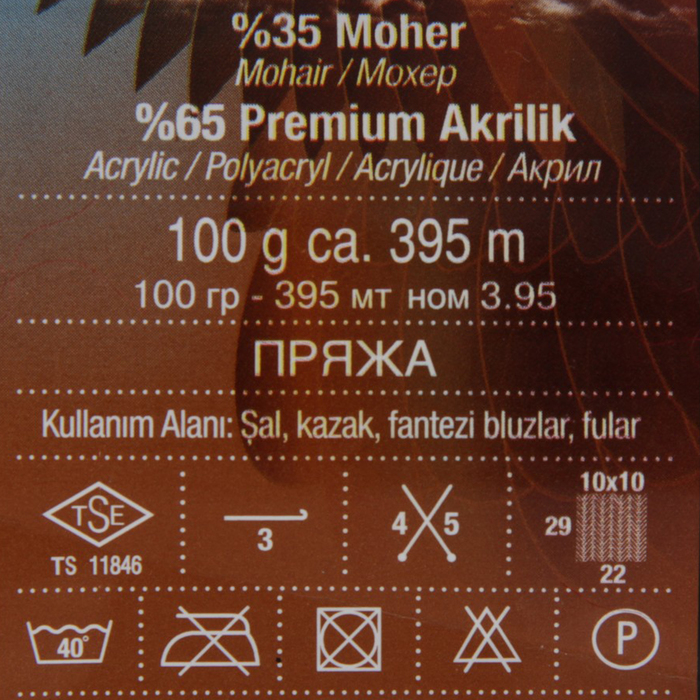 %35 Moher
Mohair / Мохер
%65 Premium Akrilik
Acrylic / Polyacryl / Acrylique / Акрил
100 g ca. 395 m
100 гр - 395 мт ном 3.95
ПРЯЖА
Kullanım Alanı: Şal, kazak, fantezi bluzlar, fular
TSE
TS 11846
3
4 5
10x10
29
22
40°
P